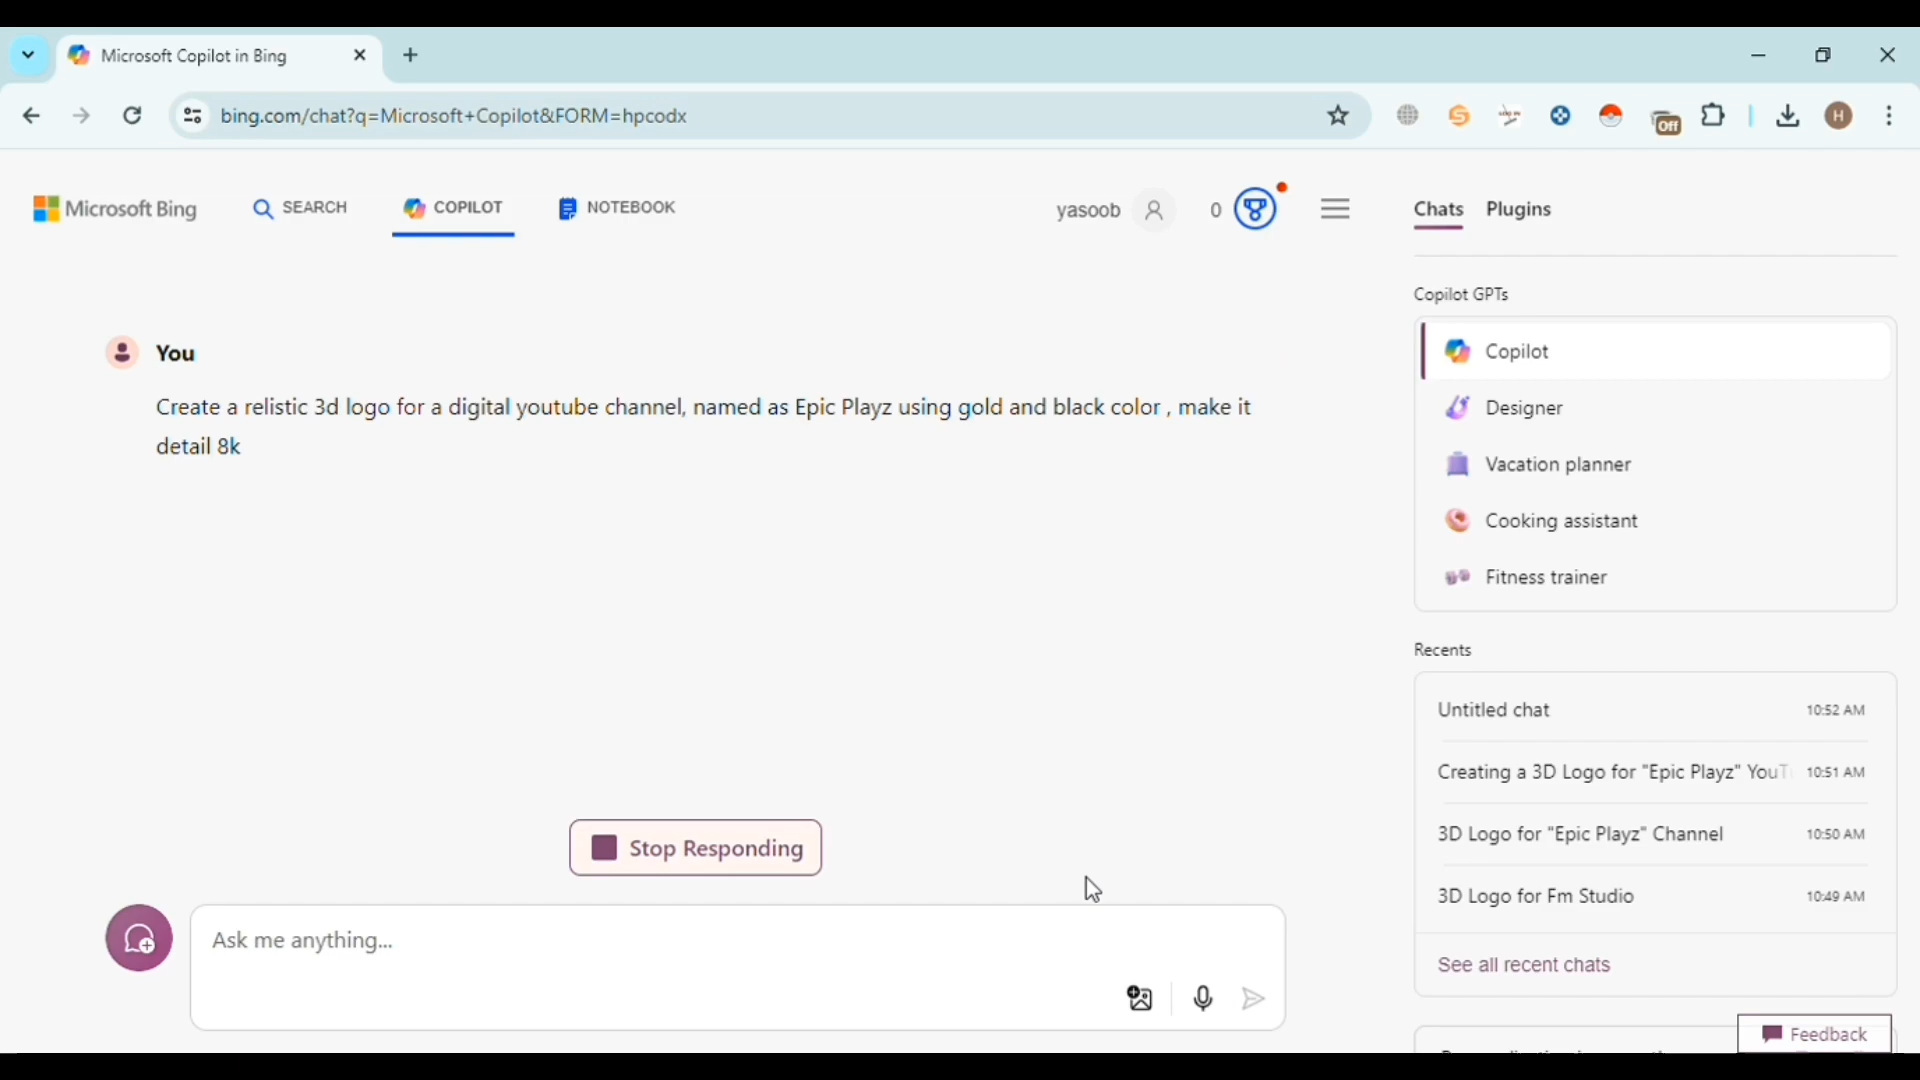 Microsoft Copilot in Bing
bing.com/chat?q=Microsoft+Copilot&FORM=hpcodx
Off
H
Microsoft Bing
SEARCH
COPILOT
NOTEBOOK
yasoob
0
Chats Plugins
Copilot GPTs
You
Create a relistic 3d logo for a digital youtube channel, named as Epic Playz using gold and black color , make it
detail 8k
Copilot
Designer
Vacation planner
Cooking assistant
Fitness trainer
Recents
Untitled chat 10:52 AM
Creating a 3D Logo for "Epic Playz" YouT 10:51 AM
3D Logo for "Epic Playz" Channel 10:50 AM
3D Logo for Fm Studio 10:49 AM
See all recent chats
Stop Responding
Ask me anything...
Feedback